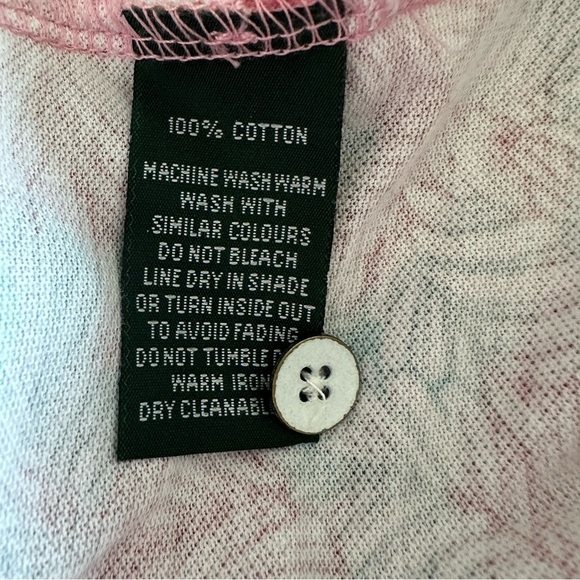 100% COTTON
MACHINE WASH WARM
WASH WITH
SIMILAR COLOURS
DO NOT BLEACH
LINE DRY IN SHADE
OR TURN INSIDE OUT
TO AVOID FADING
DO NOT TUMBLE
WARM IRON
DRY CLEANABLE